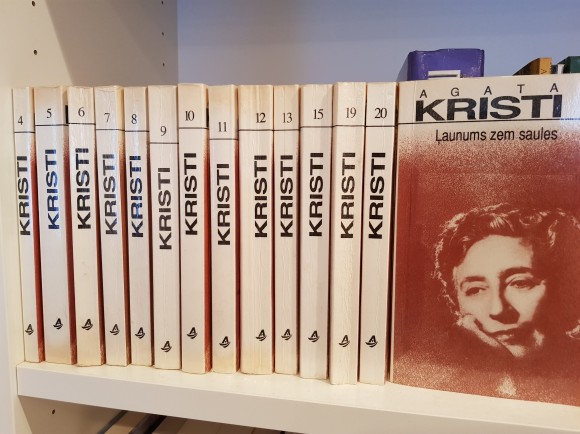 4
KRISTI
5
KRISTI
6
KRISTI
7
KRISTI
8
KRISTI
9
KRISTI
10
KRISTI
11
KRISTI
12
KRISTI
13
KRISTI
15
KRISTI
19
KRISTI
20
KRISTI
AGATA
KRISTI
Ļaunums zem saules